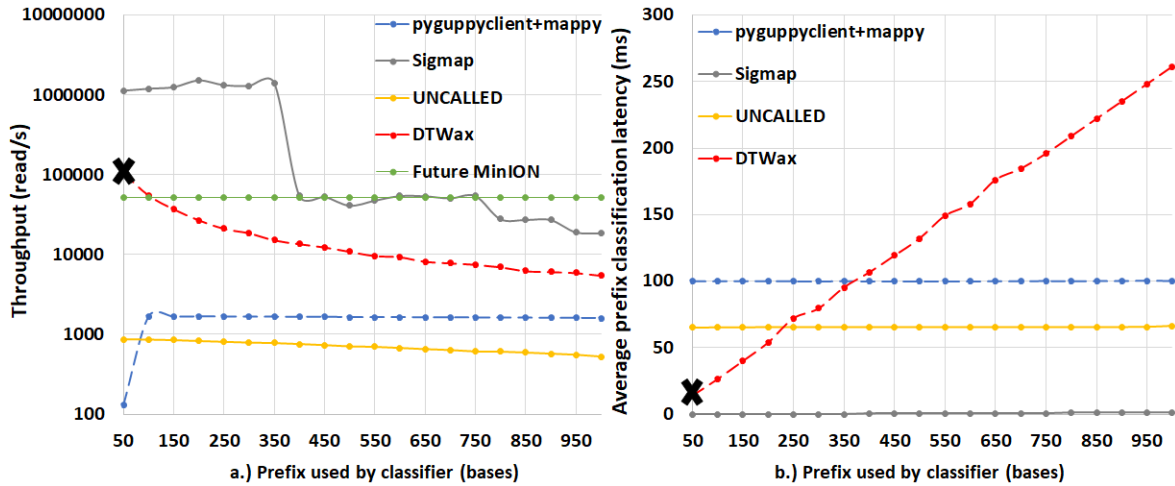 Throughput (read/s)
10000000
1000000
100000
10000
1000
100
pyguppyclient+mappy
Sigmap
UNCALLED
DTWax
Future MinION
50 150 250 350 450 550 650 750 850 950
a.) Prefix used by classifier (bases)
Average prefix classification latency (ms)
300
250
200
150
100
50
0
pyguppyclient+mappy
Sigmap
UNCALLED
DTWax
50 150 250 350 450 550 650 750 850 950
b.) Prefix used by classifier (bases)